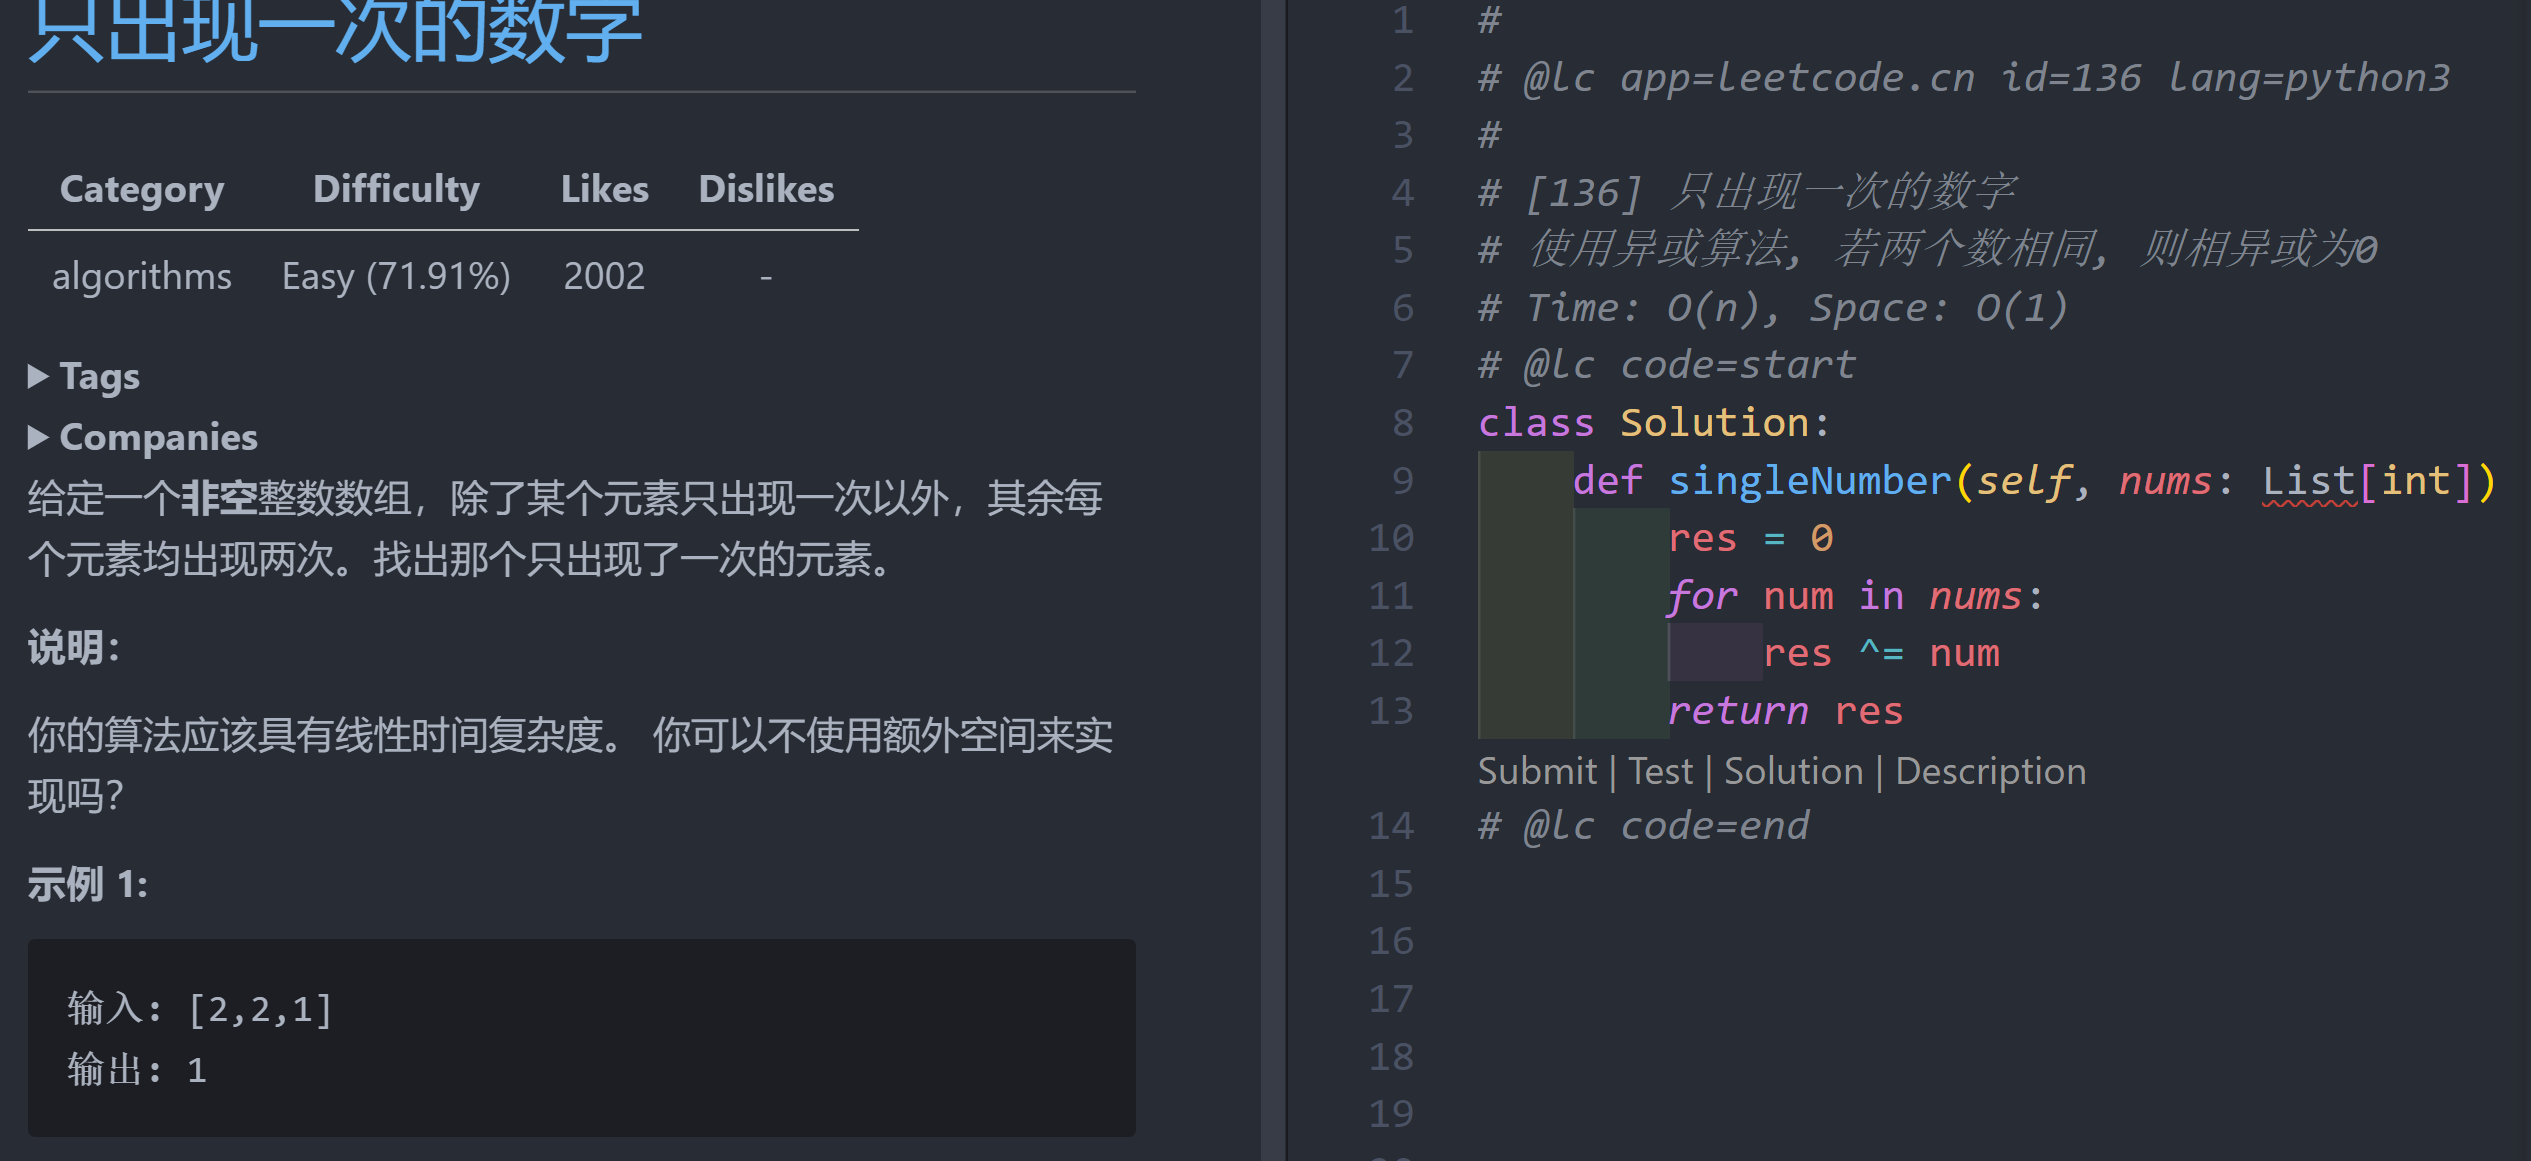 只出现一次的数字
Category Difficulty Likes Dislikes
algorithms Easy (71.91%) 2002 -
▶ Tags
▶ Companies
给定一个非空整数数组，除了某个元素只出现一次以外，其余每
个元素均出现两次。找出那个只出现了一次的元素。
说明：
你的算法应该具有线性时间复杂度。 你可以不使用额外空间来实
现吗？
示例 1:
输入: [2,2,1]
输出: 1
1 #
2 # @lc app=leetcode.cn id=136 lang=python3
3 #
4 # [136] 只出现一次的数字
5 # 使用异或算法, 若两个数相同, 则相异或为0
6 # Time: O(n), Space: O(1)
7 # @lc code=start
8 class Solution:
9     def singleNumber(self, nums: List[int])
10         res = 0
11         for num in nums:
12             res ^= num
13         return res
Submit | Test | Solution | Description
14 # @lc code=end
15
16
17
18
19